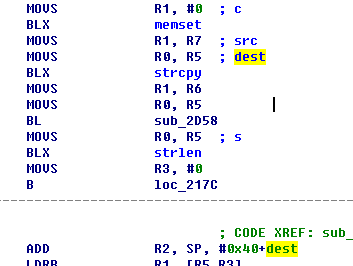 MOVS R1, #0 ; c
BLX memset
MOVS R1, R7 ; src
MOVS R0, R5 ; dest
BLX strcpy
MOVS R1, R6
MOVS R0, R5
BL sub_2D58
MOVS R0, R5 ; s
BLX strlen
MOVS R3, #0
B loc_217C
; CODE XREF: sub_
ADD R2, SP, #0x40+dest
LDRB R1, [R5,R3]